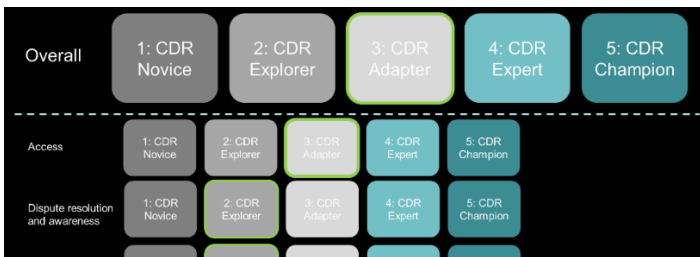 Overall
1: CDR
Novice
2: CDR
Explorer
3: CDR
Adapter
4: CDR
Expert
5: CDR
Champion
Access
1: CDR
Novice
2: CDR
Explorer
3: CDR
Adapter
4: CDR
Expert
5: CDR
Champion
Dispute resolution
and awareness
1: CDR
Novice
2: CDR
Explorer
3: CDR
Adapter
4: CDR
Expert
5: CDR
Champion